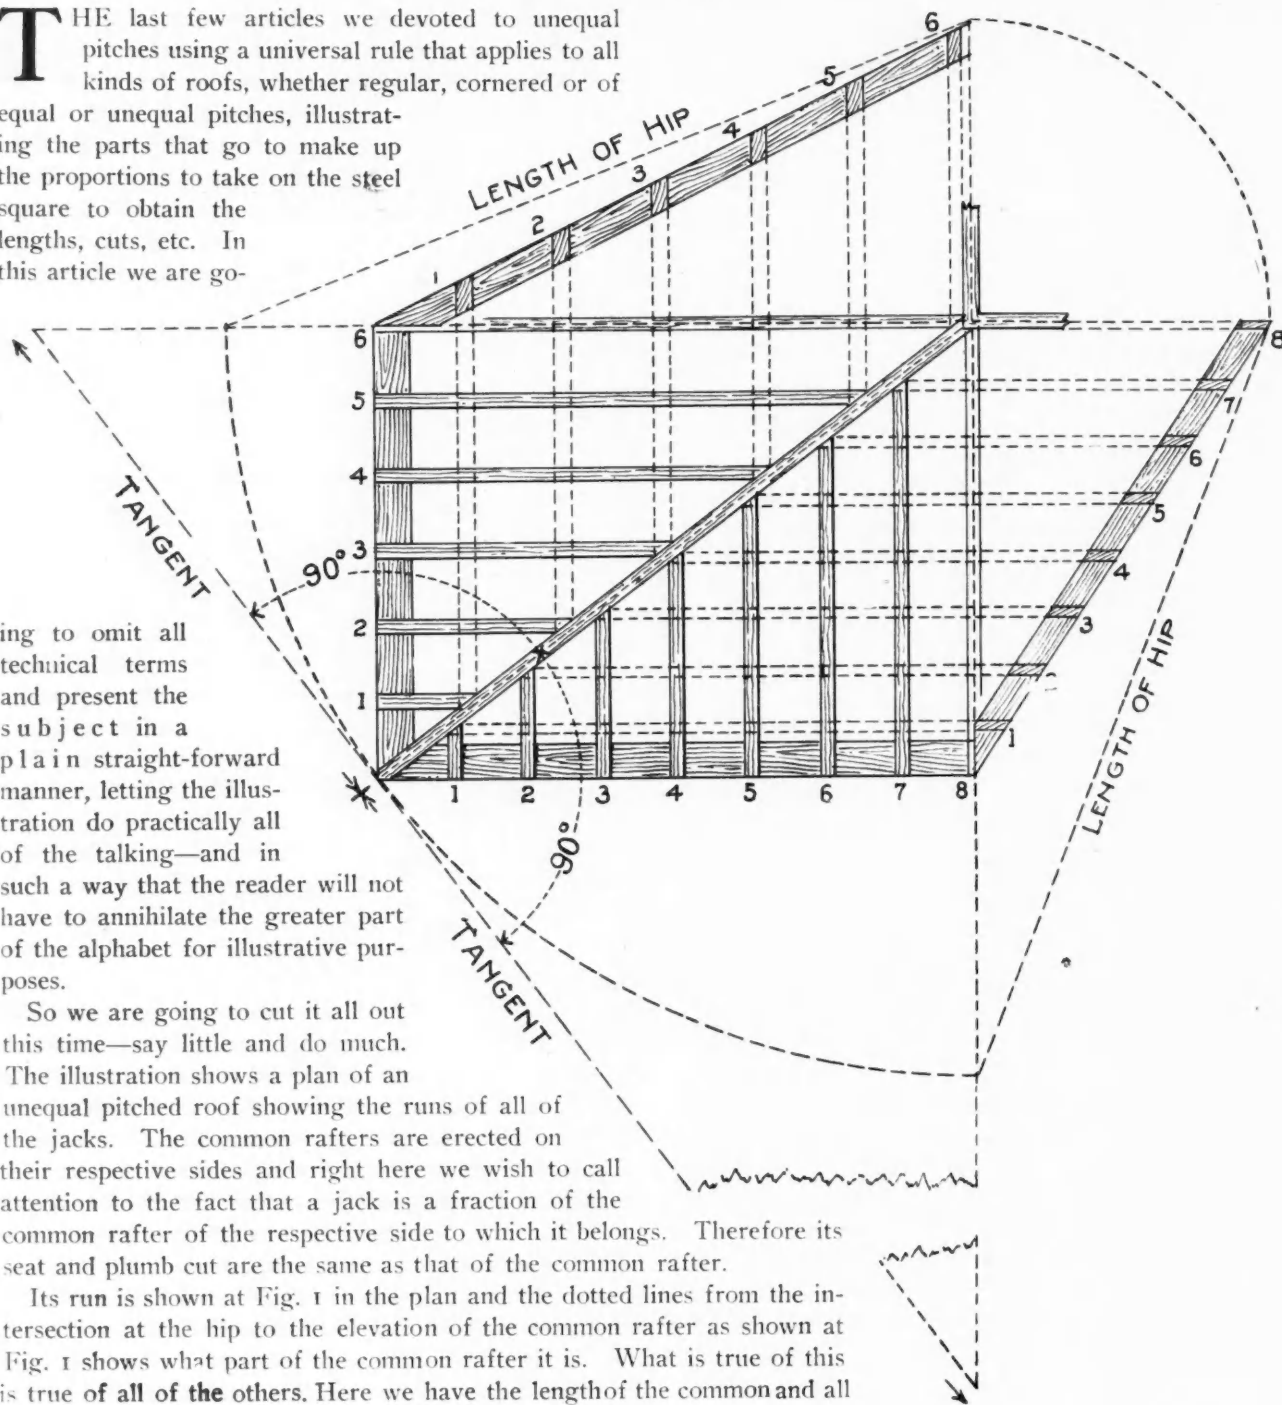 THE last few articles we devoted to unequal
pitches using a universal rule that applies to all
kinds of roofs, whether regular, cornered or of
equal or unequal pitches, illustrat-
ing the parts that go to make up
the proportions to take on the steel
square to obtain the
lengths, cuts, etc. In
this article we are go-
ing to omit all
technical terms
and present the
subject in a
plain straight-forward
manner, letting the illus-
tration do practically all
of the talking—and in
such a way that the reader will not
have to annihilate the greater part
of the alphabet for illustrative pur-
poses.
So we are going to cut it all out
this time—say little and do much.
The illustration shows a plan of an
unequal pitched roof showing the runs of all of
the jacks. The common rafters are erected on
their respective sides and right here we wish to call
attention to the fact that a jack is a fraction of the
common rafter of the respective side to which it belongs. Therefore its
seat and plumb cut are the same as that of the common rafter.
Its run is shown at Fig. 1 in the plan and the dotted lines from the in-
tersection at the hip to the elevation of the common rafter as shown at
Fig. 1 shows what part of the common rafter it is. What is true of this
is true of all of the others. Here we have the lengthof the common and all
LENGTH OF HIP
1
2
3
4
5
6
6
5
4
3
2
1
1 2 3 4 5 6 7 8
8
7
6
5
4
3
1
LENGTH OF HIP
TANGENT
90°
90°
TANGENT